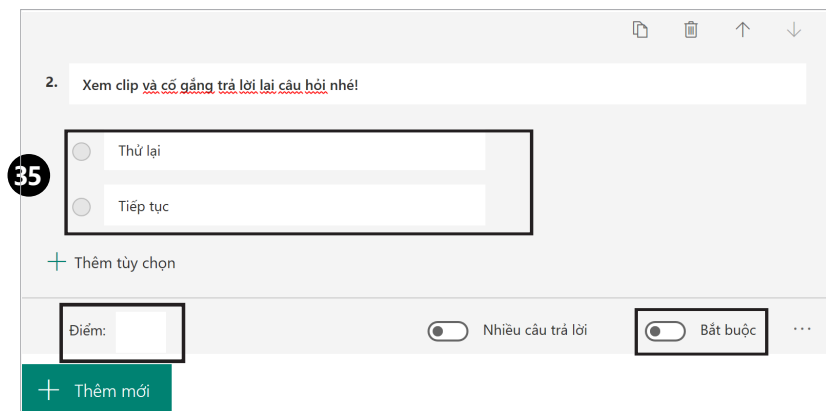 2. Xem clip và cố gắng trả lời lại câu hỏi nhé!
35
Thử lại
Tiếp tục
Thêm tùy chọn
Điểm: Nhiều câu trả lời Bắt buộc ...
Thêm mới